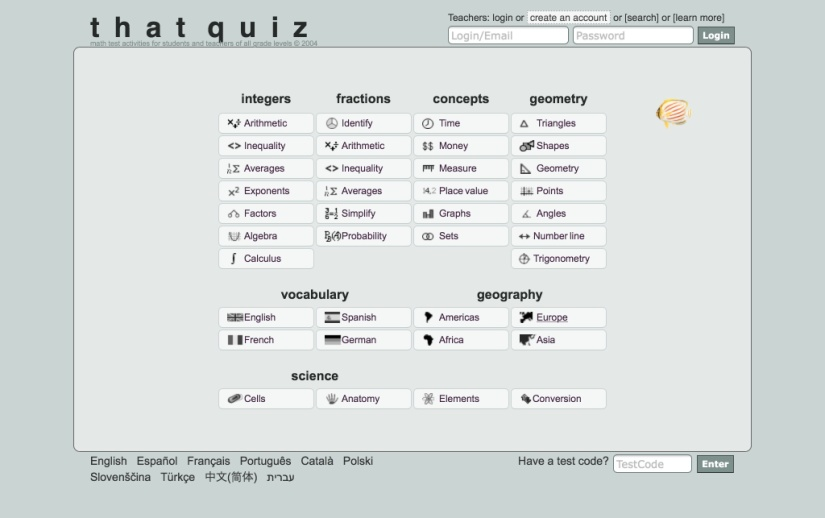 thatquiz
math test activities for students and teachers of all grade levels © 2004
Teachers: login or create an account or [search] or [learn more]
Login/Email Password Login
integers fractions concepts geometry
Arithmetic Identify Time Triangles
Inequality Arithmetic $$ Money Shapes
Averages Inequality Measure Geometry
x² Exponents Averages Place value Points
Factors Simplify Graphs Angles
Algebra Probability Sets Number line
∫ Calculus Trigonometry
vocabulary geography
English Spanish Americas Europe
French German Africa Asia
science
Cells Anatomy Elements Conversion
English Español Français Português Català Polski
Slovenščina Türkçe 中文(简体) עברית
Have a test code? TestCode Enter